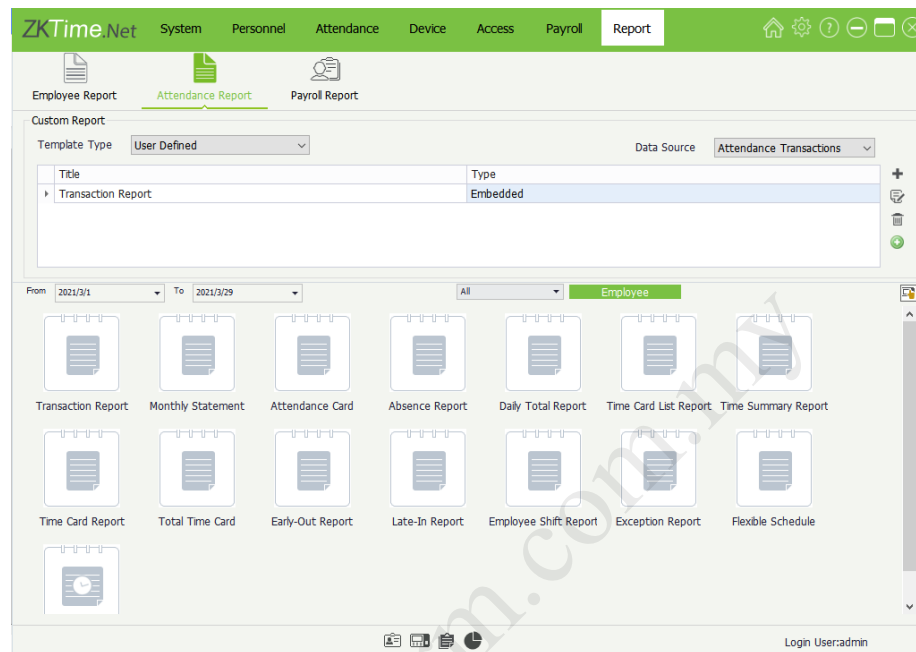 ZKTime.Net System Personnel Attendance Device Access Payroll Report
Employee Report Attendance Report Payroll Report
Custom Report
Template Type User Defined Data Source Attendance Transactions
Title Type
Transaction Report Embedded
From 2021/3/1 To 2021/3/29 All Employee
Transaction Report Monthly Statement Attendance Card Absence Report Daily Total Report Time Card List Report Time Summary Report
Time Card Report Total Time Card Early-Out Report Late-In Report Employee Shift Report Exception Report Flexible Schedule
Login User:admin
m.com.my